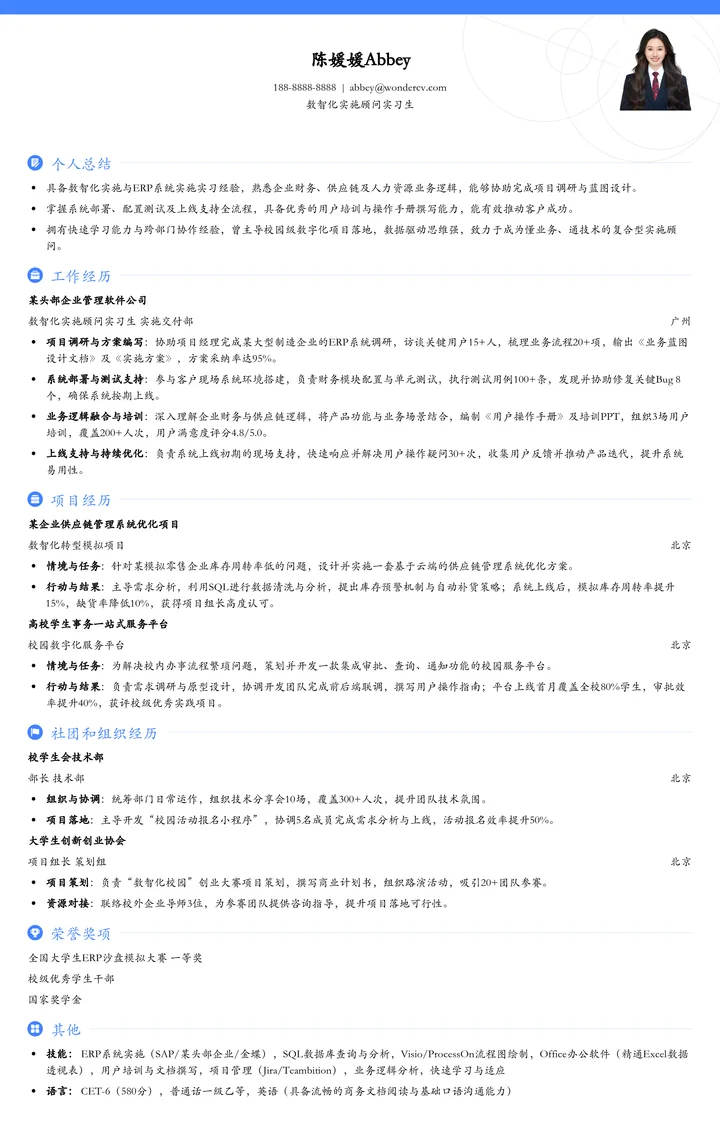 陈媛媛Abbey
188-8888-8888 | abbey@wondercv.com
数智化实施顾问实习生
个人总结
• 具备数智化实施与ERP系统实施实习经验，熟悉企业财务、供应链及人力资源业务逻辑，能够协助完成项目调研与蓝图设计。
• 掌握系统部署、配置测试及上线支持全流程，具备优秀的用户培训与操作手册撰写能力，能有效推动客户成功。
• 拥有快速学习能力与跨部门协作经验，曾主导校园级数字化项目落地，数据驱动思维强，致力于成为懂业务、通技术的复合型实施顾
问。
工作经历
某头部企业管理软件公司
数智化实施顾问实习生 实施交付部 广州
• 项目调研与方案编写：协助项目经理完成某大型制造企业的ERP系统调研，访谈关键用户15+人，梳理业务流程20+项，输出《业务蓝图
设计文档》及《实施方案》，方案采纳率达95%。
• 系统部署与测试支持：参与客户现场系统环境搭建，负责财务模块配置与单元测试，执行测试用例100+条，发现并协助修复关键Bug 8
个，确保系统按期上线。
• 业务逻辑融合与培训：深入理解企业财务与供应链逻辑，将产品功能与业务场景结合，编制《用户操作手册》及培训PPT，组织3场用户
培训，覆盖200+人次，用户满意度评分4.8/5.0。
• 上线支持与持续优化：负责系统上线初期的现场支持，快速响应并解决用户操作疑问30+次，收集用户反馈并推动产品迭代，提升系统
易用性。
项目经历
某企业供应链管理系统优化项目
数智化转型模拟项目 北京
• 情境与任务：针对某模拟零售企业库存周转率低的问题，设计并实施一套基于云端的供应链管理系统优化方案。
• 行动与结果：主导需求分析，利用SQL进行数据清洗与分析，提出库存预警机制与自动补货策略；系统上线后，模拟库存周转率提升
15%，缺货率降低10%，获得项目组长高度认可。
高校学生事务一站式服务平台
校园数字化服务平台 北京
• 情境与任务：为解决校内办事流程繁琐问题，策划并开发一款集成审批、查询、通知功能的校园服务平台。
• 行动与结果：负责需求调研与原型设计，协调开发团队完成前后端联调，撰写用户操作指南；平台上线首月覆盖全校80%学生，审批效
率提升40%，获评校级优秀实践项目。
社团和组织经历
校学生会技术部
部长 技术部 北京
• 组织与协调：统筹部门日常运作，组织技术分享会10场，覆盖300+人次，提升团队技术氛围。
• 项目落地：主导开发“校园活动报名小程序”，协调5名成员完成需求分析与上线，活动报名效率提升50%。
大学生创新创业协会
项目组长 策划组 北京
• 项目策划：负责“数智化校园”创业大赛项目策划，撰写商业计划书，组织路演活动，吸引20+团队参赛。
• 资源对接：联络校外企业导师3位，为参赛团队提供咨询指导，提升项目落地可行性。
荣誉奖项
全国大学生ERP沙盘模拟大赛 一等奖
校级优秀学生干部
国家奖学金
其他
• 技能： ERP系统实施（SAP/某头部企业/金蝶）, SQL数据库查询与分析，Visio/ProcessOn流程图绘制，Office办公软件（精通Excel数据
透视表），用户培训与文档撰写，项目管理（Jira/Teambition），业务逻辑分析，快速学习与适应
• 语言： CET-6（580分），普通话一级乙等，英语（具备流畅的商务文档阅读与基础口语沟通能力）